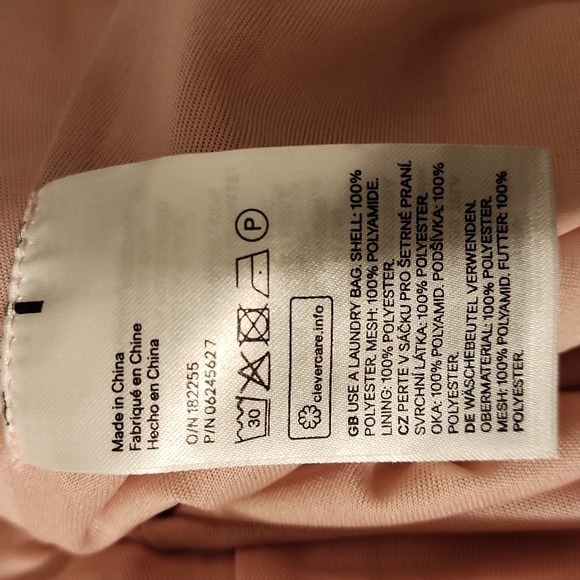 Made in China
Fabriqué en Chine
Hecho en China
O/N 182255
P/N 06245627
30
P
clevercare.info
GB USE A LAUNDRY BAG. SHELL: 100%
POLYESTER. MESH: 100% POLYAMIDE.
LINING: 100% POLYESTER.
CZ PERTE V SÁČKU PRO ŠETRNÉ PRANÍ.
SVRCHNÍ LÁTKA: 100% POLYESTER.
OKA: 100% POLYAMID. PODŠÍVKA: 100%
POLYESTER.
DE WÄSCHEBEUTEL VERWENDEN.
OBERMATERIAL: 100% POLYESTER.
MESH: 100% POLYAMID. FUTTER: 100%
POLYESTER.